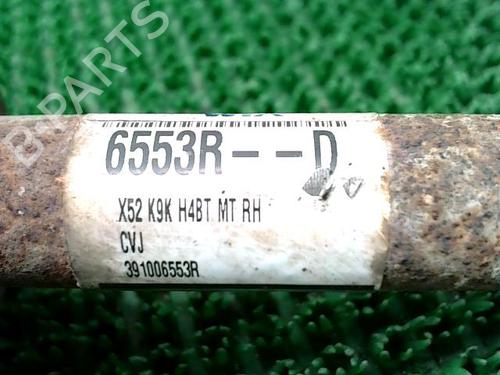 6553R--D
X52 K9K H4BT MT RH
CVJ
391006553R
B-PARTS